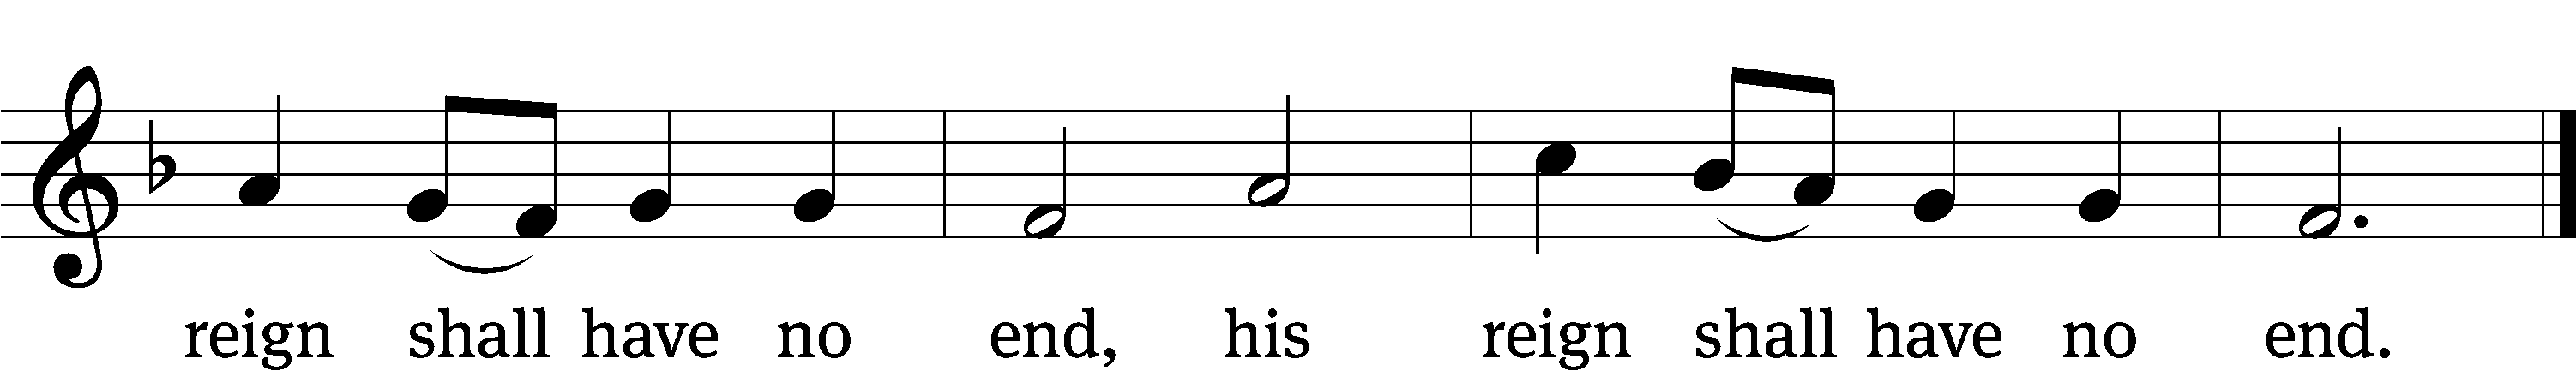 reign shall have no end, his reign shall have no end.